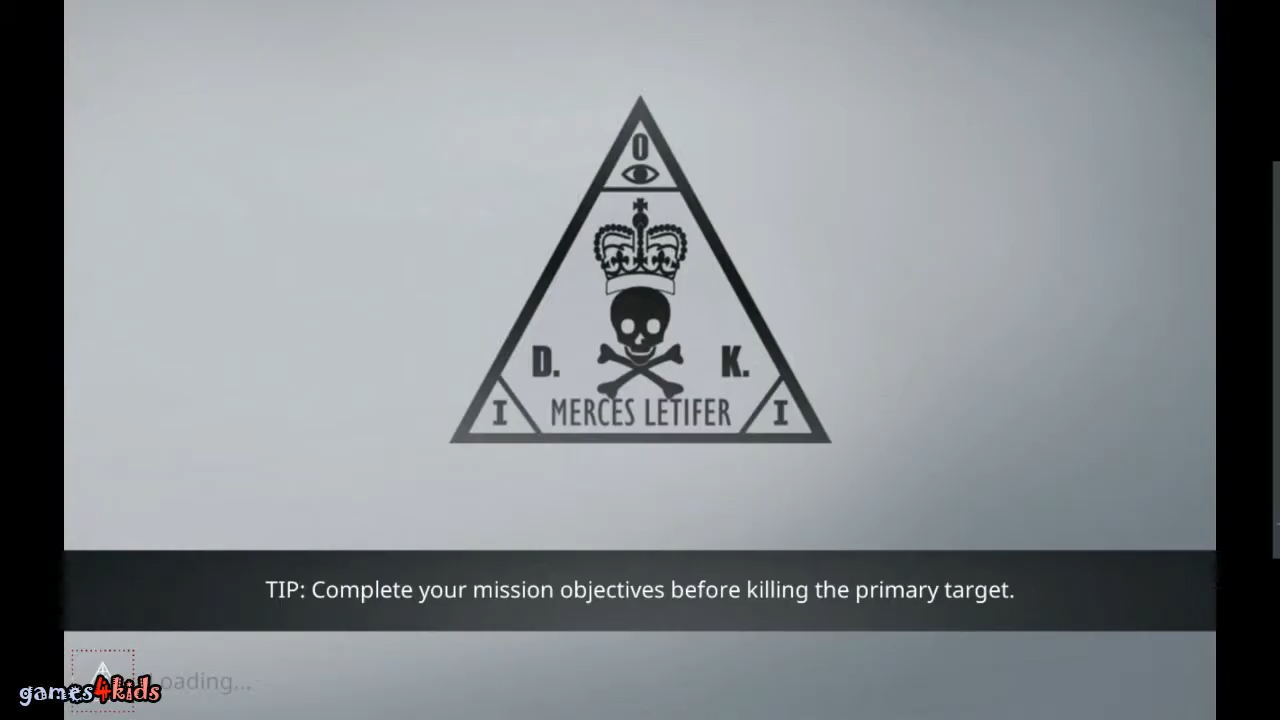 O
D. K.
I MERCES LETIFER I
TIP: Complete your mission objectives before killing the primary target.
oading...
games4kids